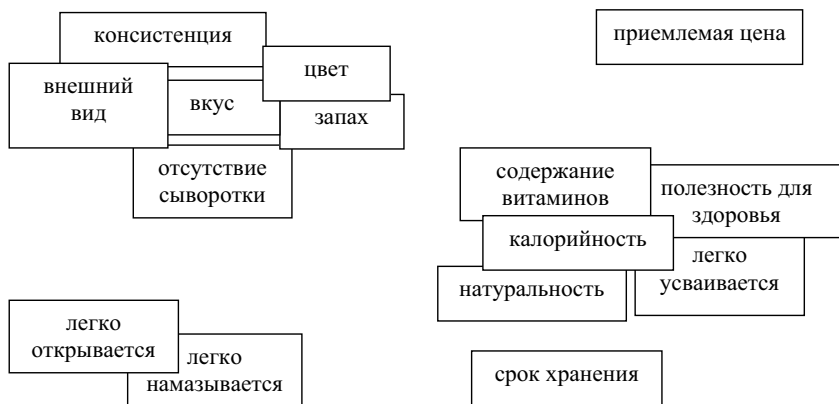 консистенция
цвет
внешний
вид
вкус
запах
отсутствие
сыворотки
приемлемая цена
содержание
витаминов
полезность для
здоровья
калорийность
легко
усваивается
натуральность
легко
открывается
легко
намазывается
срок хранения